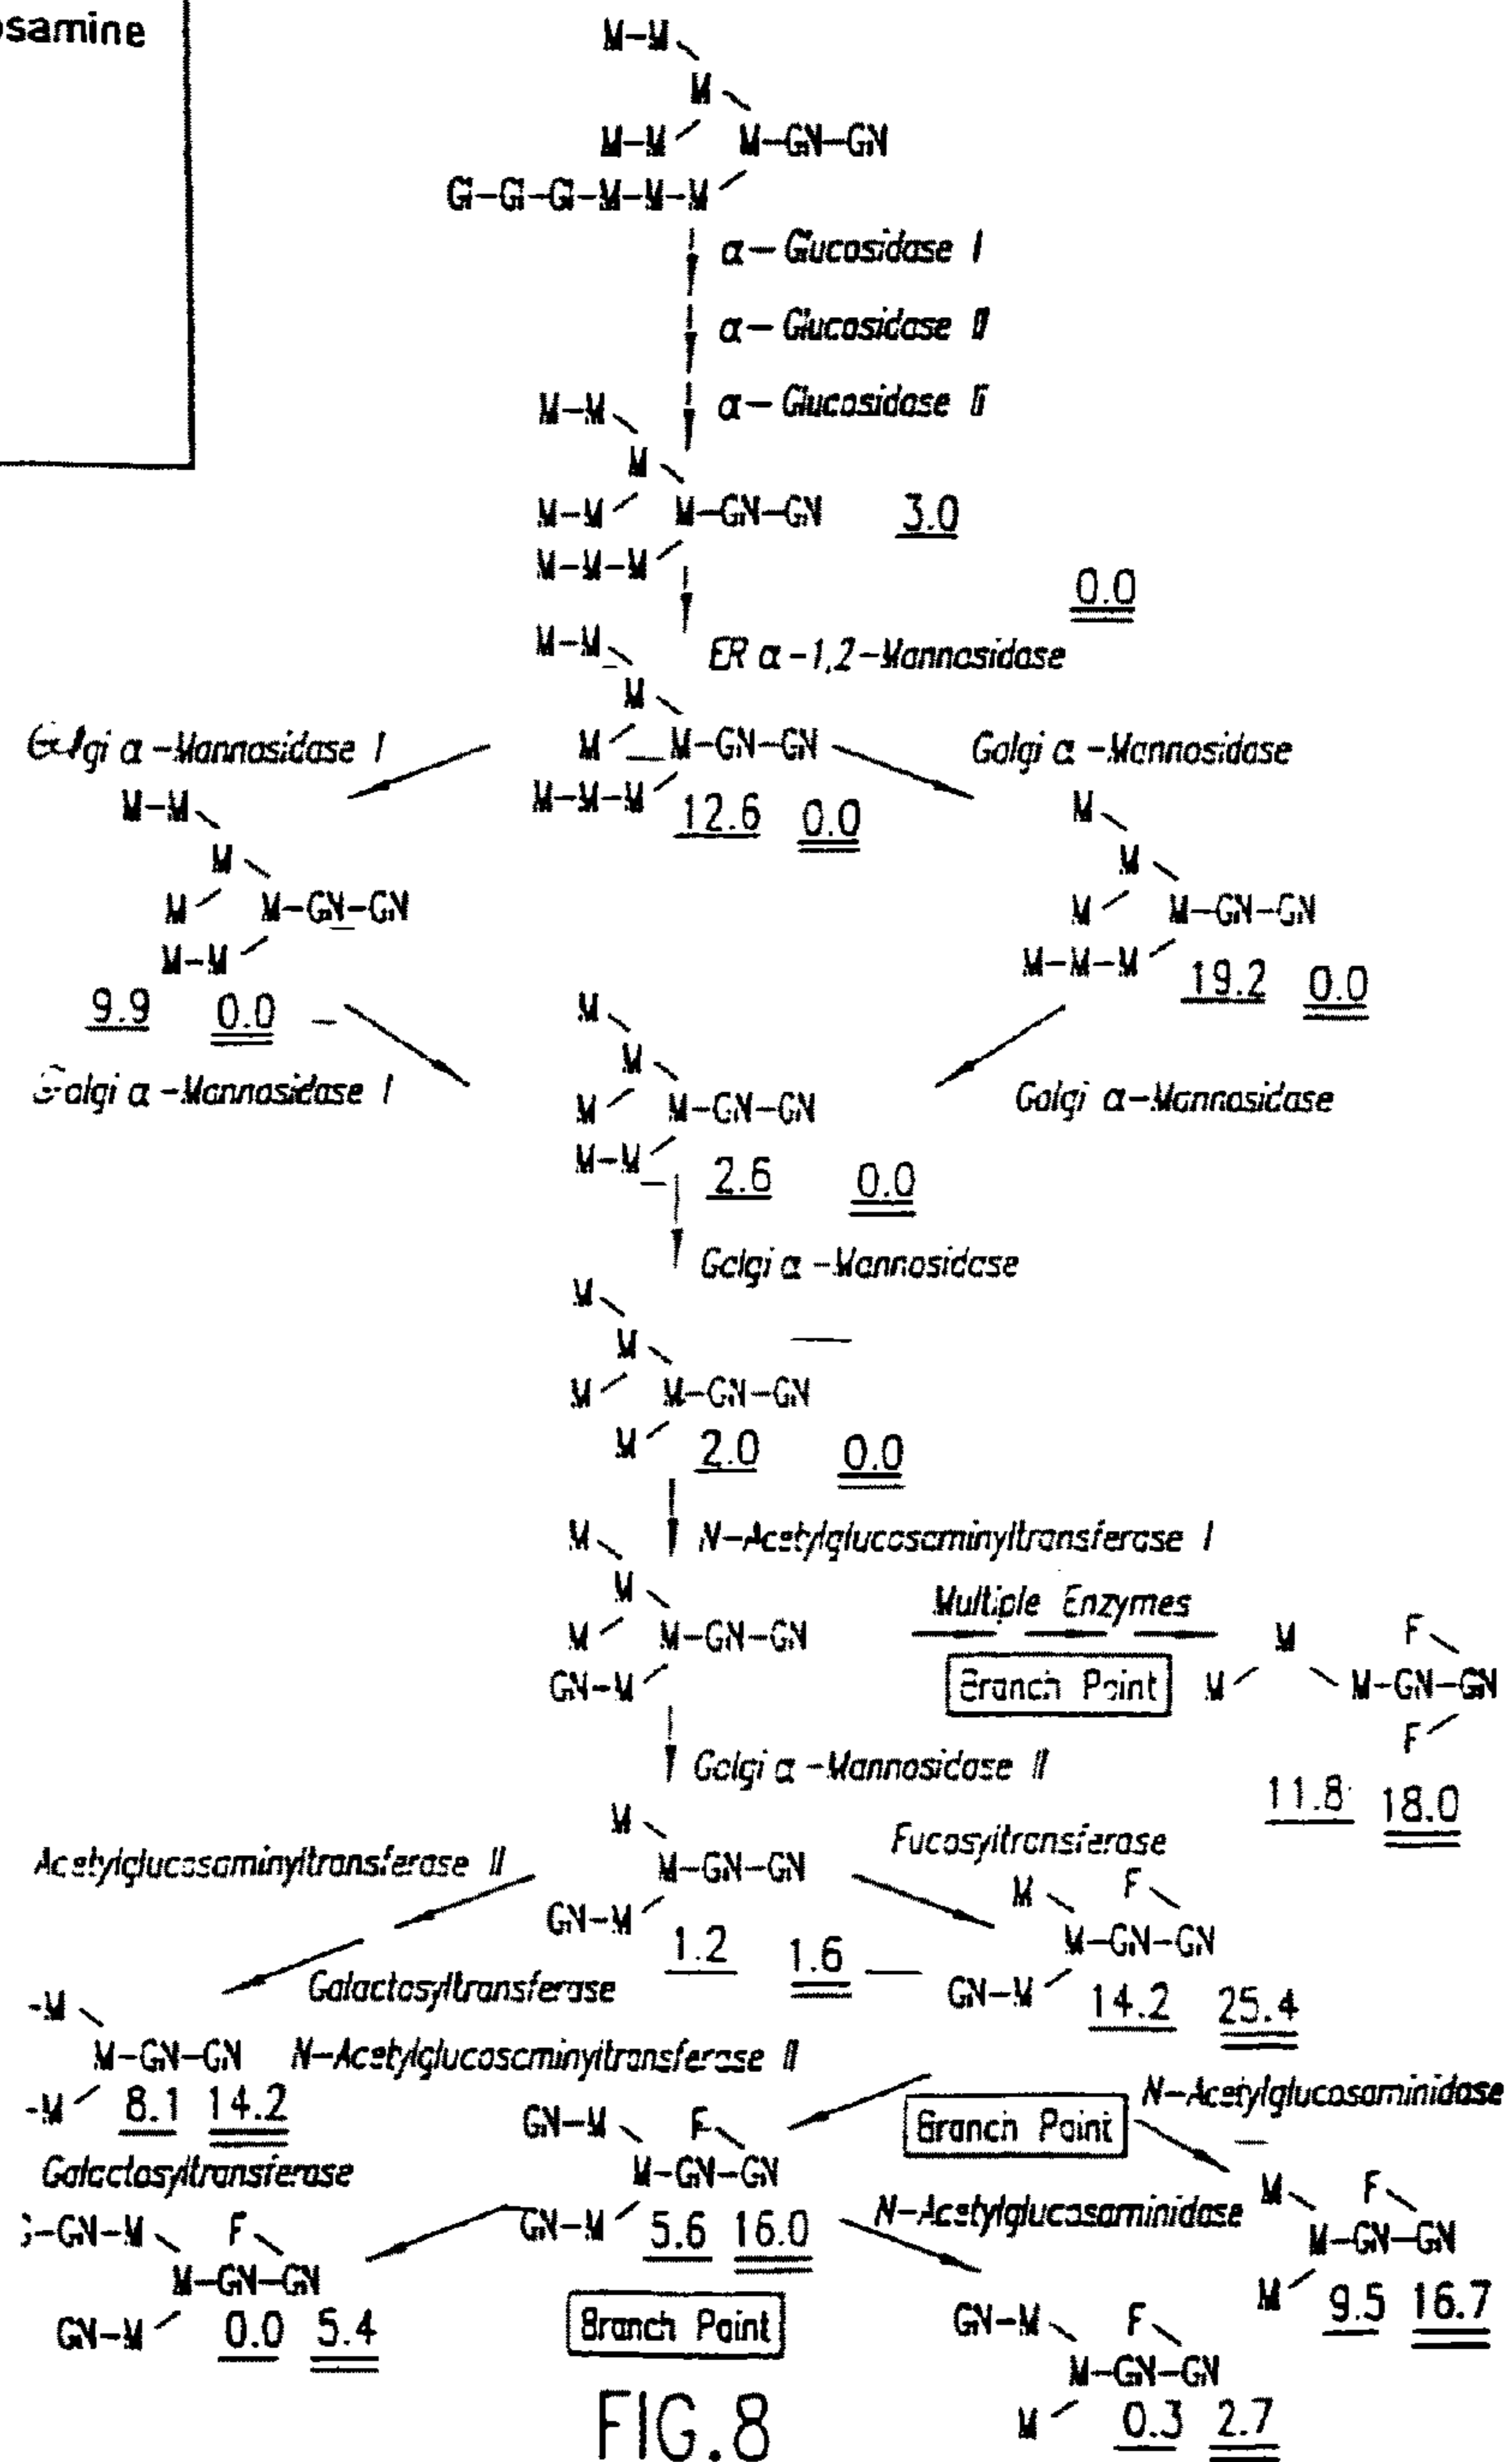 osamine
M-M
M
M-M M-GN-GN
G-G-G-M-M-M
α-Glucosidase I
α-Glucosidase II
α-Glucosidase II
M-M
M
M-M M-GN-GN 3.0
M-M-M
0.0
ER α-1,2-Mannosidase
M-M
M
M M-GN-GN
M-M-M 12.6 0.0
Golgi α-Mannosidase I
Golgi α-Mannosidase
M-M
M
M M-GN-GN
M-M
9.9 0.0
M
M
M M-GN-GN
M-M-M 19.2 0.0
Golgi α-Mannosidase I
Golgi α-Mannosidase
M
M
M M-GN-GN
M-M 2.6 0.0
Golgi α-Mannosidase
M
M
M M-GN-GN
M 2.0 0.0
N-Acetylglucosaminyltransferase I
M
M
M M-GN-GN
GN-M
Multiple Enzymes
Branch Point
M F
M M-GN-GN
F
11.8 18.0
Golgi α-Mannosidase II
M
M-GN-GN
GN-M 1.2 1.6
Acetylglucosaminyltransferase II
Fucosyltransferase
M F
M-GN-GN
GN-M 14.2 25.4
Galactosyltransferase
-M
M-GN-GN
-M 8.1 14.2
N-Acetylglucosaminyltransferase II
Branch Point
N-Acetylglucosaminidase
GN-M F
M-GN-GN
GN-M 5.6 16.0
M F
M-GN-GN
M 9.5 16.7
Galactosyltransferase
-GN-M F
M-GN-GN
GN-M 0.0 5.4
Branch Point
N-Acetylglucosaminidase
GN-M F
M-GN-GN
M 0.3 2.7
FIG.8